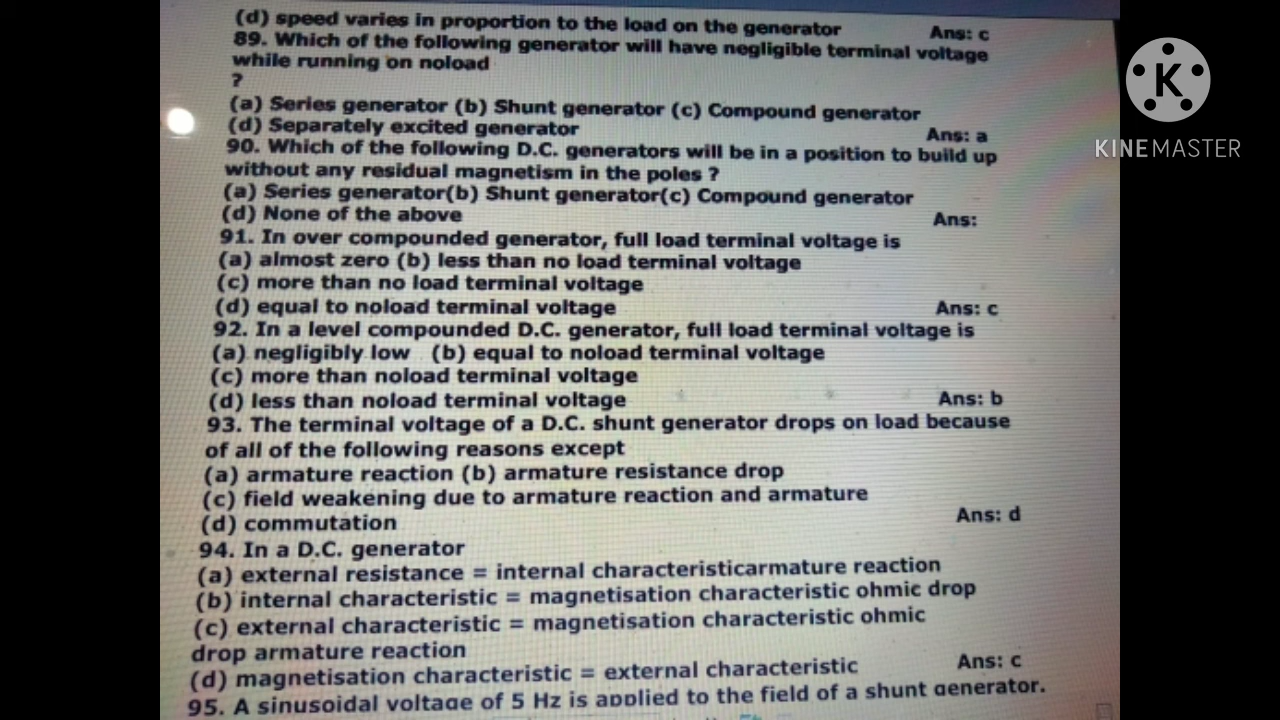 (d) speed varies in proportion to the load on the generator Ans: c
89. Which of the following generator will have negligible terminal voltage
while running on noload
?
(a) Series generator (b) Shunt generator (c) Compound generator
(d) Separately excited generator Ans: a
90. Which of the following D.C. generators will be in a position to build up
without any residual magnetism in the poles ?
(a) Series generator(b) Shunt generator(c) Compound generator
(d) None of the above Ans:
91. In over compounded generator, full load terminal voltage is
(a) almost zero (b) less than no load terminal voltage
(c) more than no load terminal voltage
(d) equal to noload terminal voltage Ans: c
92. In a level compounded D.C. generator, full load terminal voltage is
(a) negligibly low (b) equal to noload terminal voltage
(c) more than noload terminal voltage
(d) less than noload terminal voltage Ans: b
93. The terminal voltage of a D.C. shunt generator drops on load because
of all of the following reasons except
(a) armature reaction (b) armature resistance drop
(c) field weakening due to armature reaction and armature
(d) commutation Ans: d
94. In a D.C. generator
(a) external resistance = internal characteristicarmature reaction
(b) internal characteristic = magnetisation characteristic ohmic drop
(c) external characteristic = magnetisation characteristic ohmic
drop armature reaction
(d) magnetisation characteristic = external characteristic Ans: c
95. A sinusoidal voltage of 5 Hz is applied to the field of a shunt generator.
K
KINEMASTER